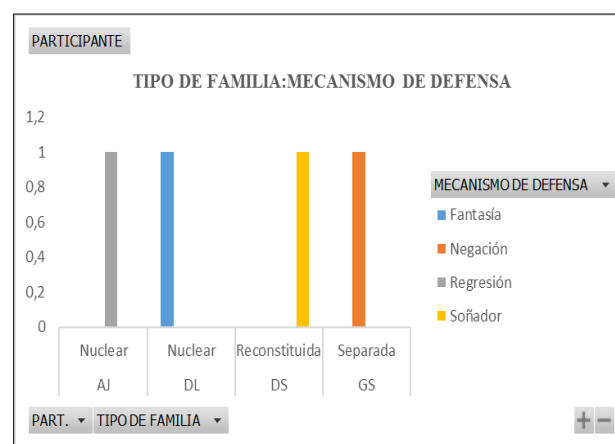 PARTICIPANTE
TIPO DE FAMILIA:MECANISMO DE DEFENSA
1,2
1
0,8
0,6
0,4
0,2
0
MECANISMO DE DEFENSA
Fantasía
Negación
Regresión
Soñador
Nuclear Nuclear Reconstituida Separada
AJ DL DS GS
PART. TIPO DE FAMILIA